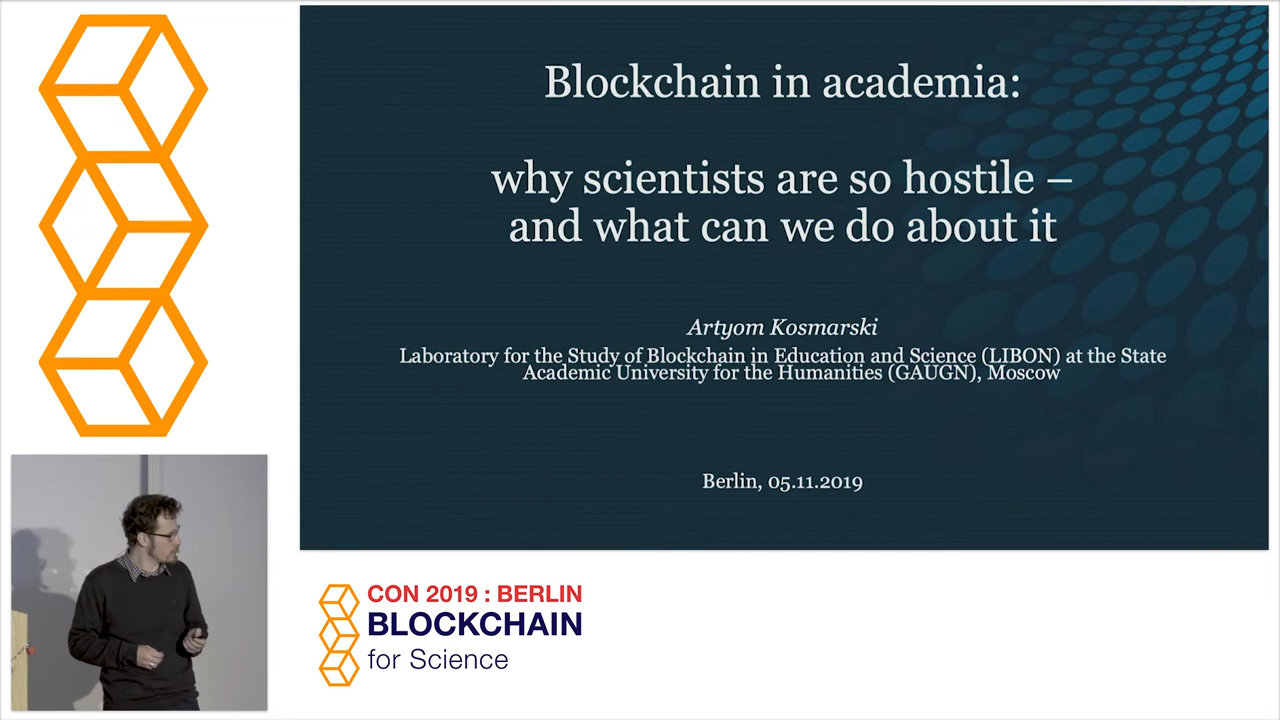 Blockchain in academia:
why scientists are so hostile –
and what can we do about it
Artyom Kosmarski
Laboratory for the Study of Blockchain in Education and Science (LIBON) at the State
Academic University for the Humanities (GAUGN), Moscow
Berlin, 05.11.2019
CON 2019 : BERLIN
BLOCKCHAIN
for Science